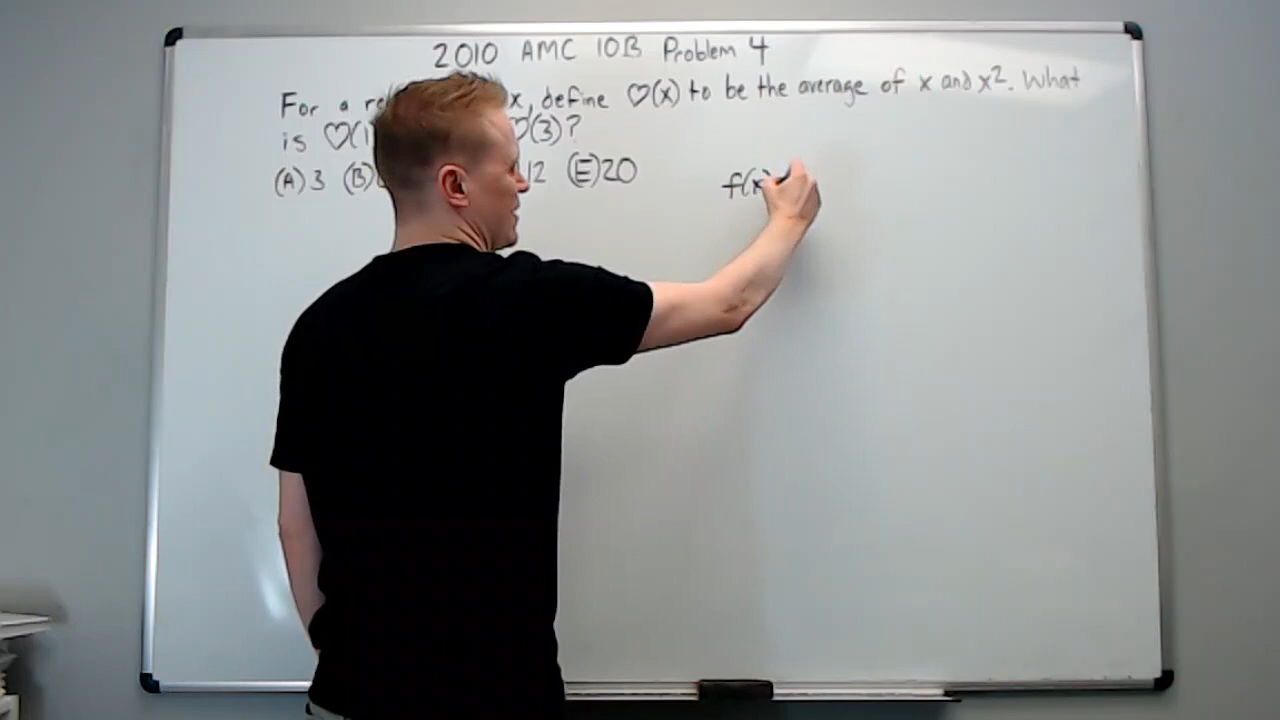 2010 AMC 10B Problem 4
For a x, define ♡(x) to be the average of x and x². What
is ♡(1 ♡(3)?
(A) 3 (B) 12 (E) 20
f(x)